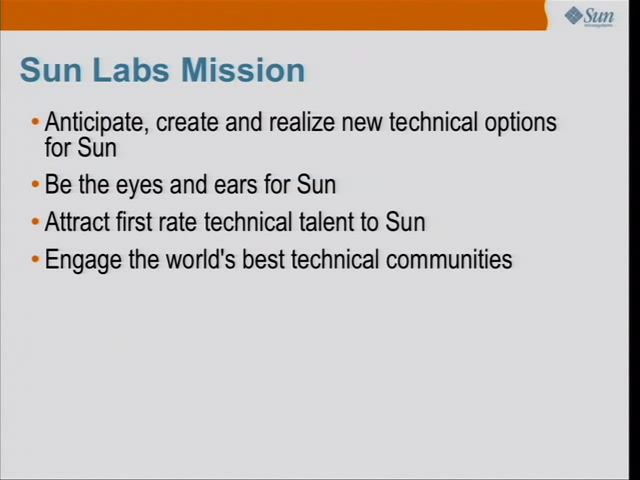 Sun
microsystems
Sun Labs Mission
• Anticipate, create and realize new technical options
for Sun
• Be the eyes and ears for Sun
• Attract first rate technical talent to Sun
• Engage the world's best technical communities